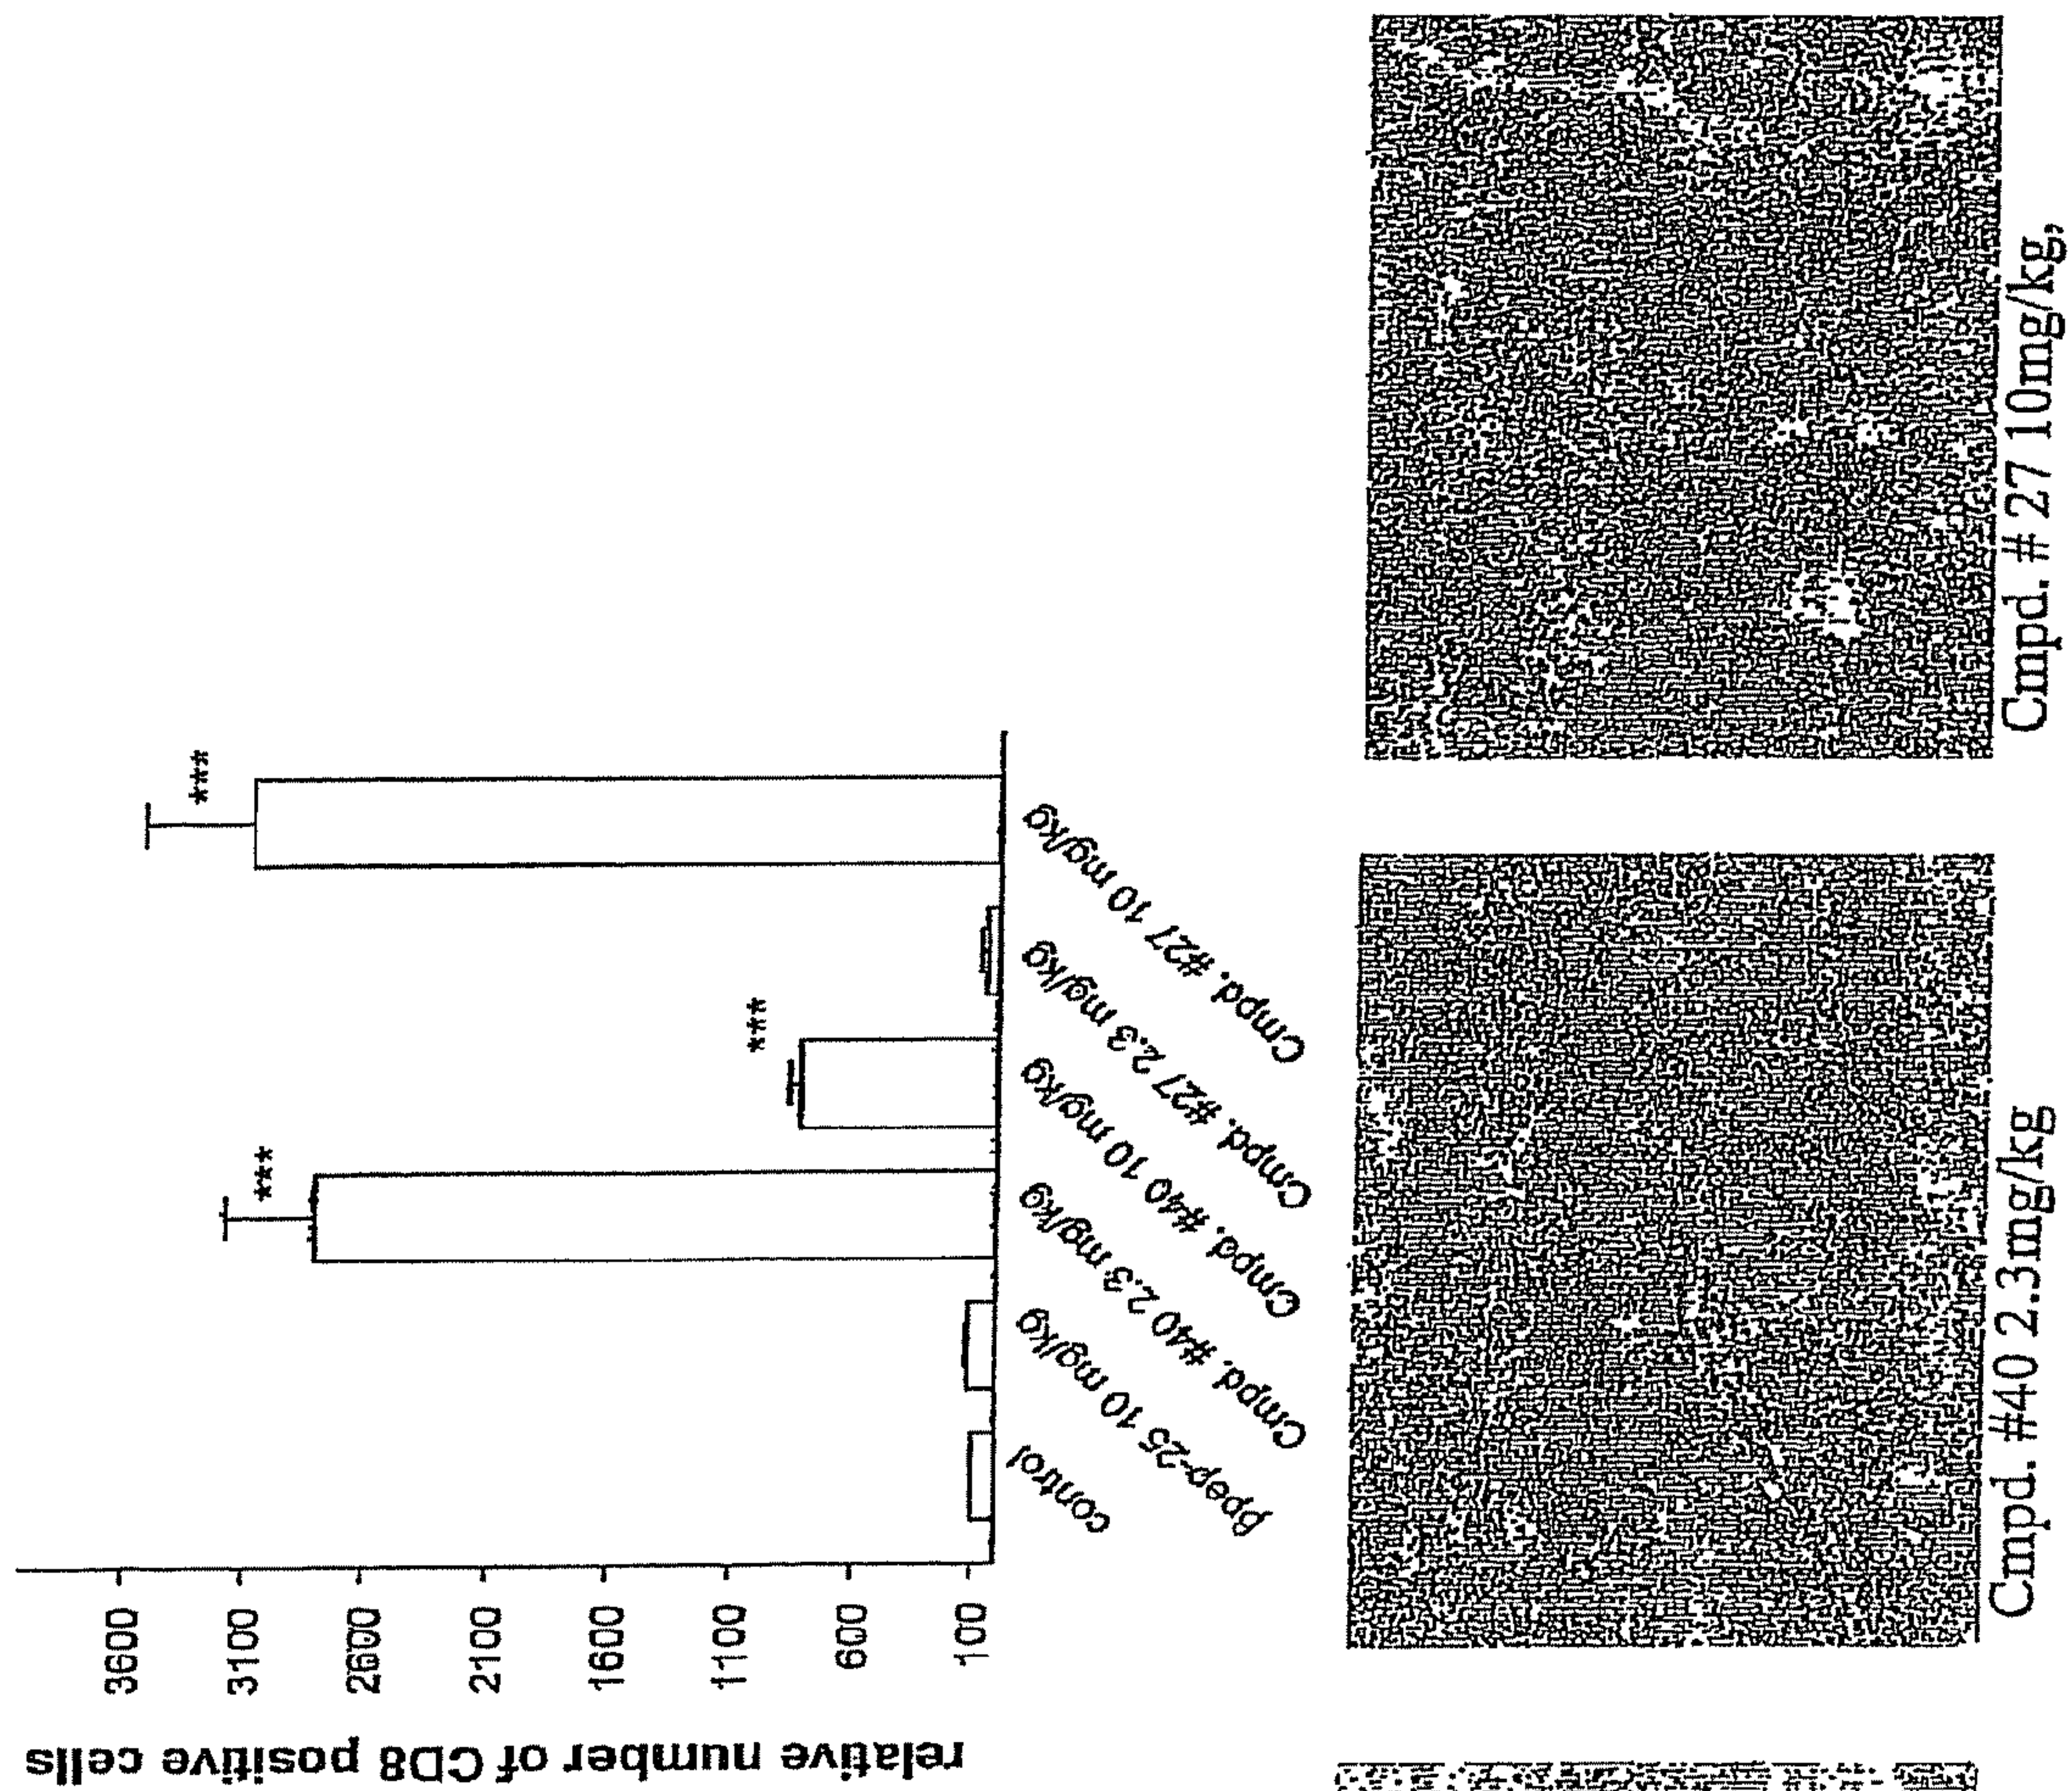 relative number of CD8 positive cells
3600
3100
2600
2100
1600
1100
600
100
***
***
***
control
βpep-25 10 mg/kg
Cmpd. #40 2.3 mg/kg
Cmpd. #40 10 mg/kg
Cmpd. #27 2.3 mg/kg
Cmpd. #27 10 mg/kg
Cmpd. #40 2.3mg/kg
Cmpd. # 27 10mg/kg,